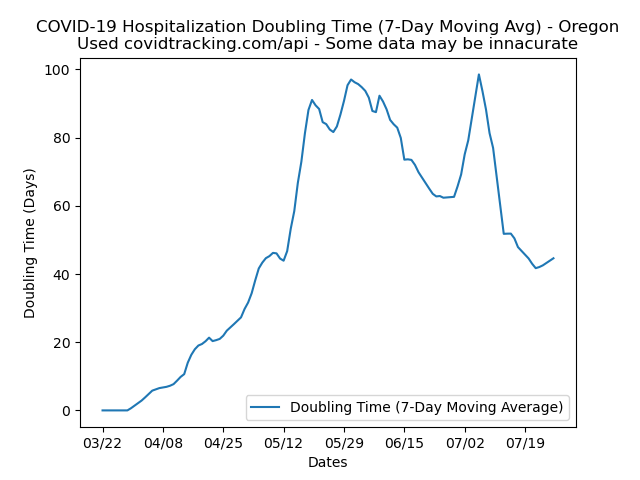 COVID-19 Hospitalization Doubling Time (7-Day Moving Avg) - Oregon
Used covidtracking.com/api - Some data may be innacurate
Doubling Time (Days)
100
80
60
40
20
0
Doubling Time (7-Day Moving Average)
03/22 04/08 04/25 05/12 05/29 06/15 07/02 07/19
Dates